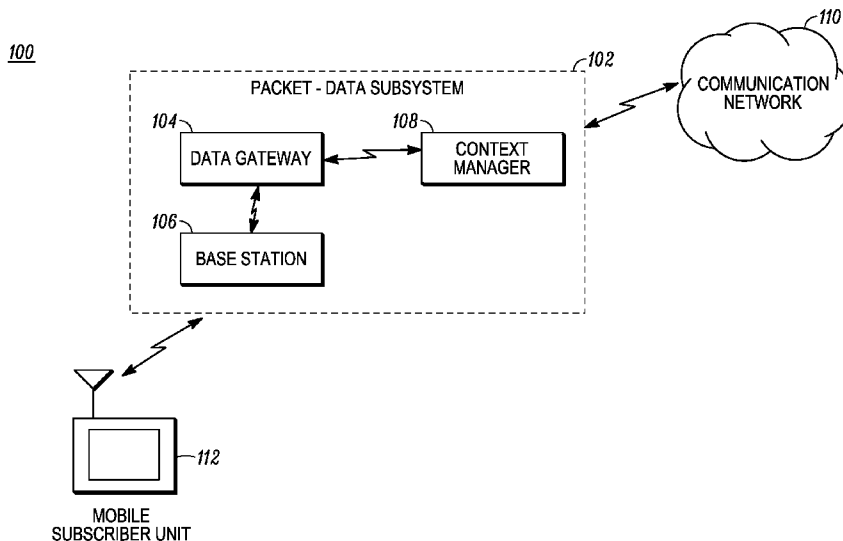 100
110
102
COMMUNICATION
NETWORK
PACKET - DATA SUBSYSTEM
104
108
DATA GATEWAY
CONTEXT
MANAGER
106
BASE STATION
112
MOBILE
SUBSCRIBER UNIT